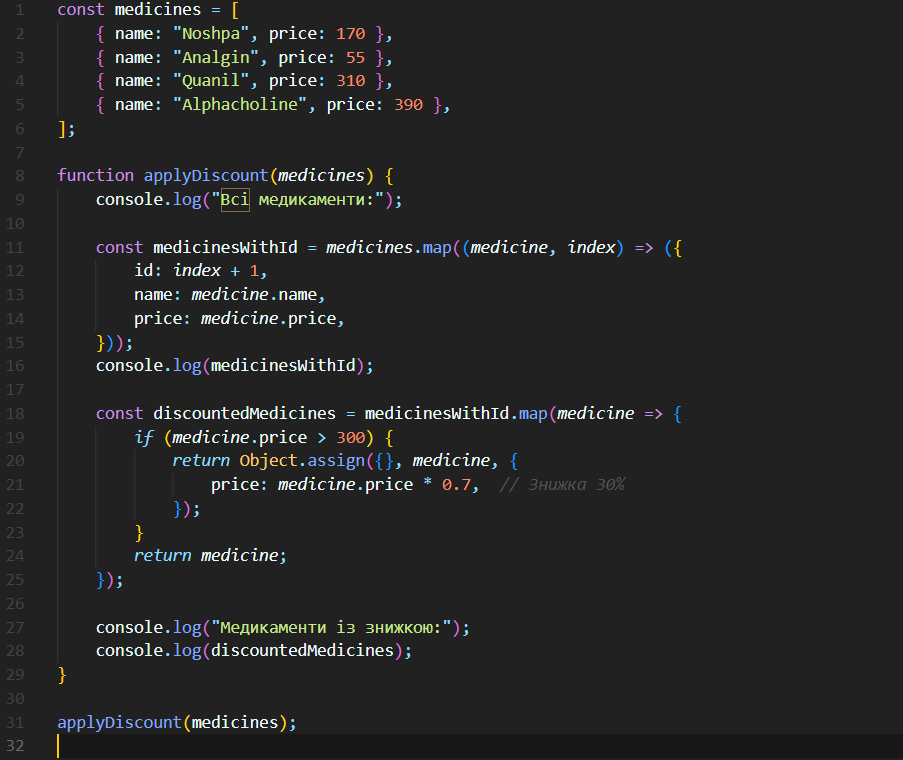 1 const medicines = [
2     { name: "Noshpa", price: 170 },
3     { name: "Analgin", price: 55 },
4     { name: "Quanil", price: 310 },
5     { name: "Alphacholine", price: 390 },
6 ];
7
8 function applyDiscount(medicines) {
9     console.log("Всі медикаменти:");
10
11     const medicinesWithId = medicines.map((medicine, index) => ({
12         id: index + 1,
13         name: medicine.name,
14         price: medicine.price,
15     }));
16     console.log(medicinesWithId);
17
18     const discountedMedicines = medicinesWithId.map(medicine => {
19         if (medicine.price > 300) {
20             return Object.assign({}, medicine, {
21                 price: medicine.price * 0.7,  // Знижка 30%
22             });
23         }
24         return medicine;
25     });
26
27     console.log("Медикаменти із знижкою:");
28     console.log(discountedMedicines);
29 }
30
31 applyDiscount(medicines);
32